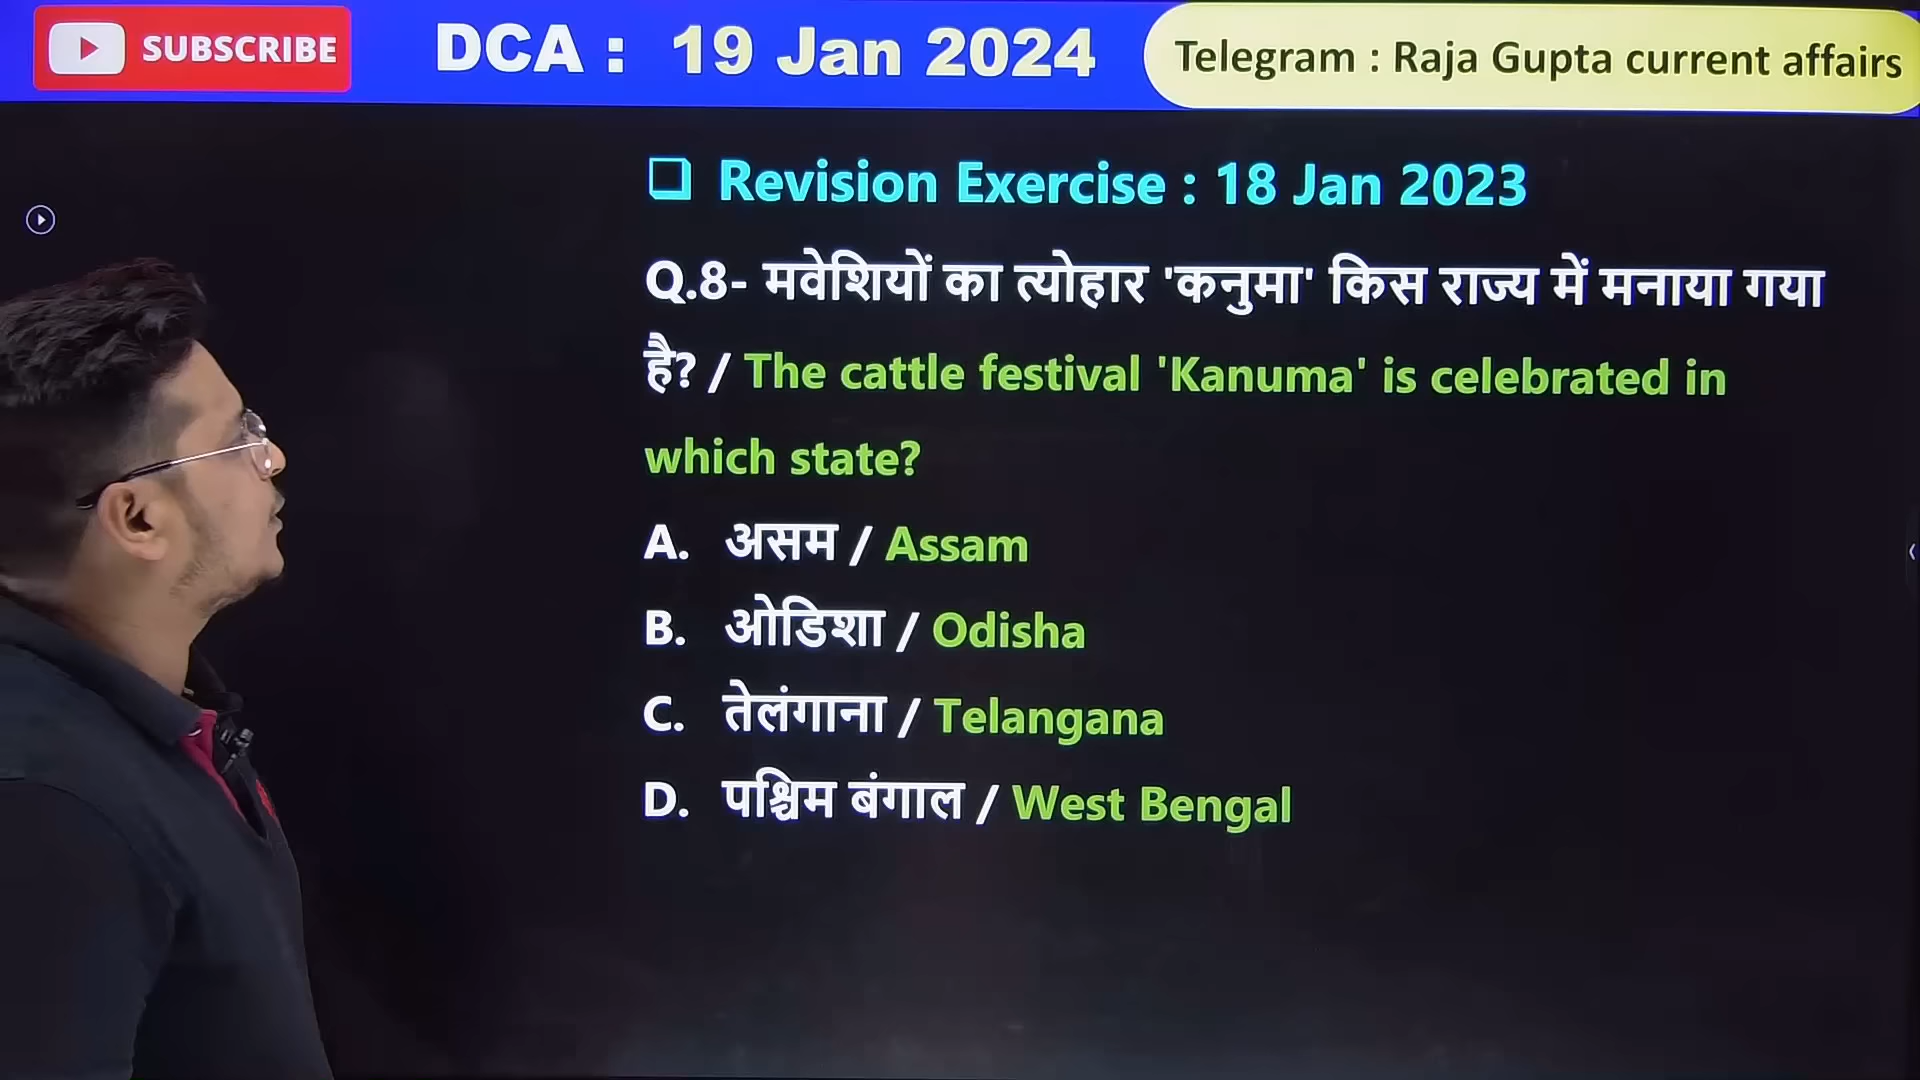 SUBSCRIBE
DCA : 19 Jan 2024
Telegram : Raja Gupta current affairs
❑ Revision Exercise : 18 Jan 2023
Q.8- मवेशियों का त्योहार 'कनुमा' किस राज्य में मनाया गया
है? / The cattle festival 'Kanuma' is celebrated in
which state?
A. असम / Assam
B. ओडिशा / Odisha
C. तेलंगाना / Telangana
D. पश्चिम बंगाल / West Bengal